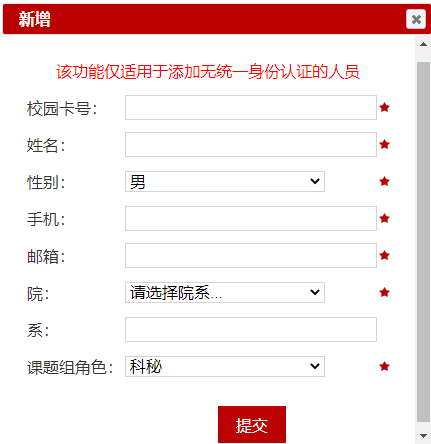 新增
该功能仅适用于添加无统一身份认证的人员
校园卡号：
姓名：
性别： 男
手机：
邮箱：
院： 请选择院系...
系：
课题组角色： 科秘
提交